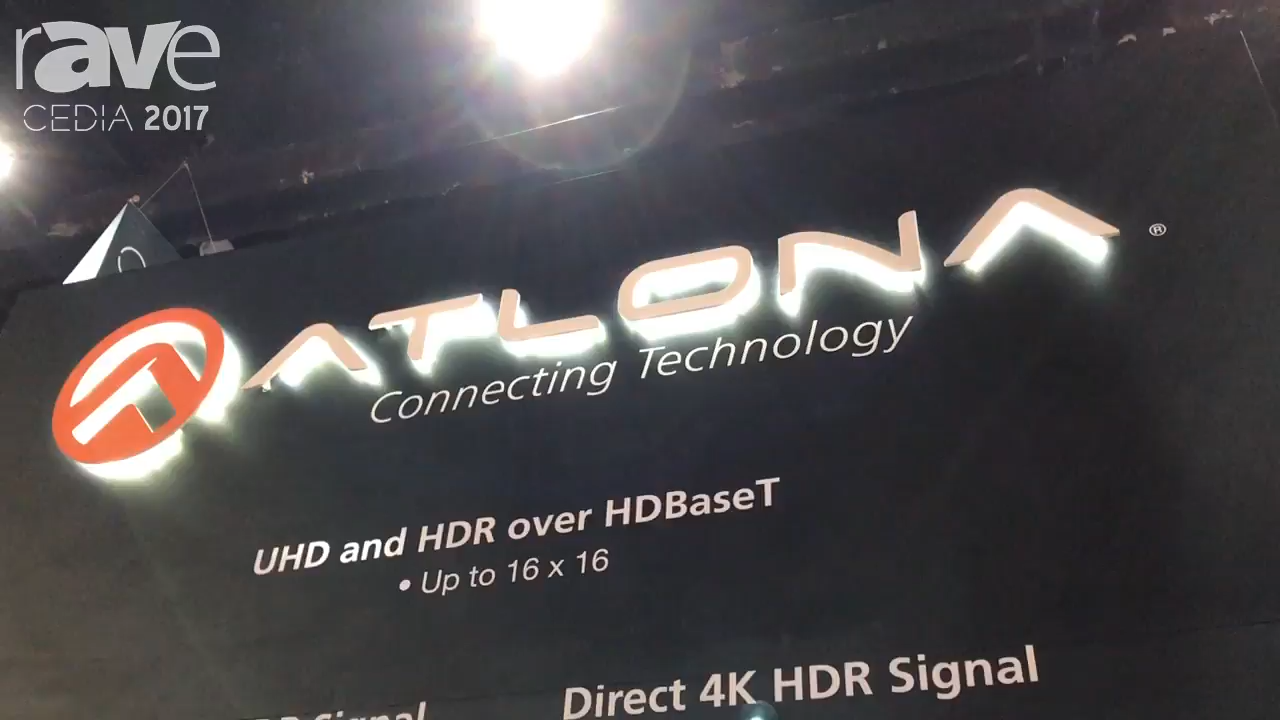 rAVe
CEDIA 2017
ATLONA ®
Connecting Technology
UHD and HDR over HDBaseT
• Up to 16 x 16
Direct 4K HDR Signal
Signal